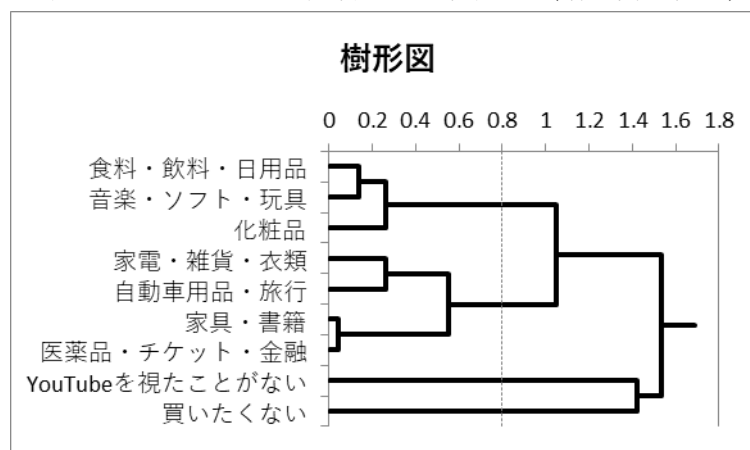 樹形図
0 0.2 0.4 0.6 0.8 1 1.2 1.4 1.6 1.8
食料・飲料・日用品
音楽・ソフト・玩具
化粧品
家電・雑貨・衣類
自動車用品・旅行
家具・書籍
医薬品・チケット・金融
YouTubeを視たことがない
買いたくない